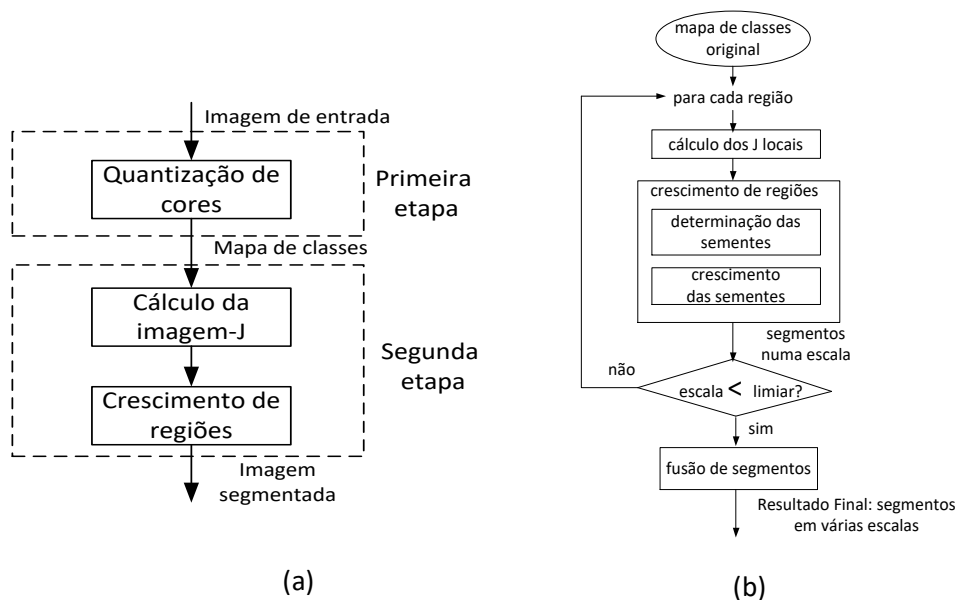 Imagem de entrada
Quantização de
cores
Primeira
etapa
Mapa de classes
Cálculo da
imagem-J
Segunda
etapa
Crescimento de
regiões
Imagem
segmentada
(a)
mapa de classes
original
para cada região
cálculo dos J locais
crescimento de regiões
determinação das
sementes
crescimento
das sementes
segmentos
numa escala
não
escala < limiar?
sim
fusão de segmentos
Resultado Final: segmentos
em várias escalas
(b)